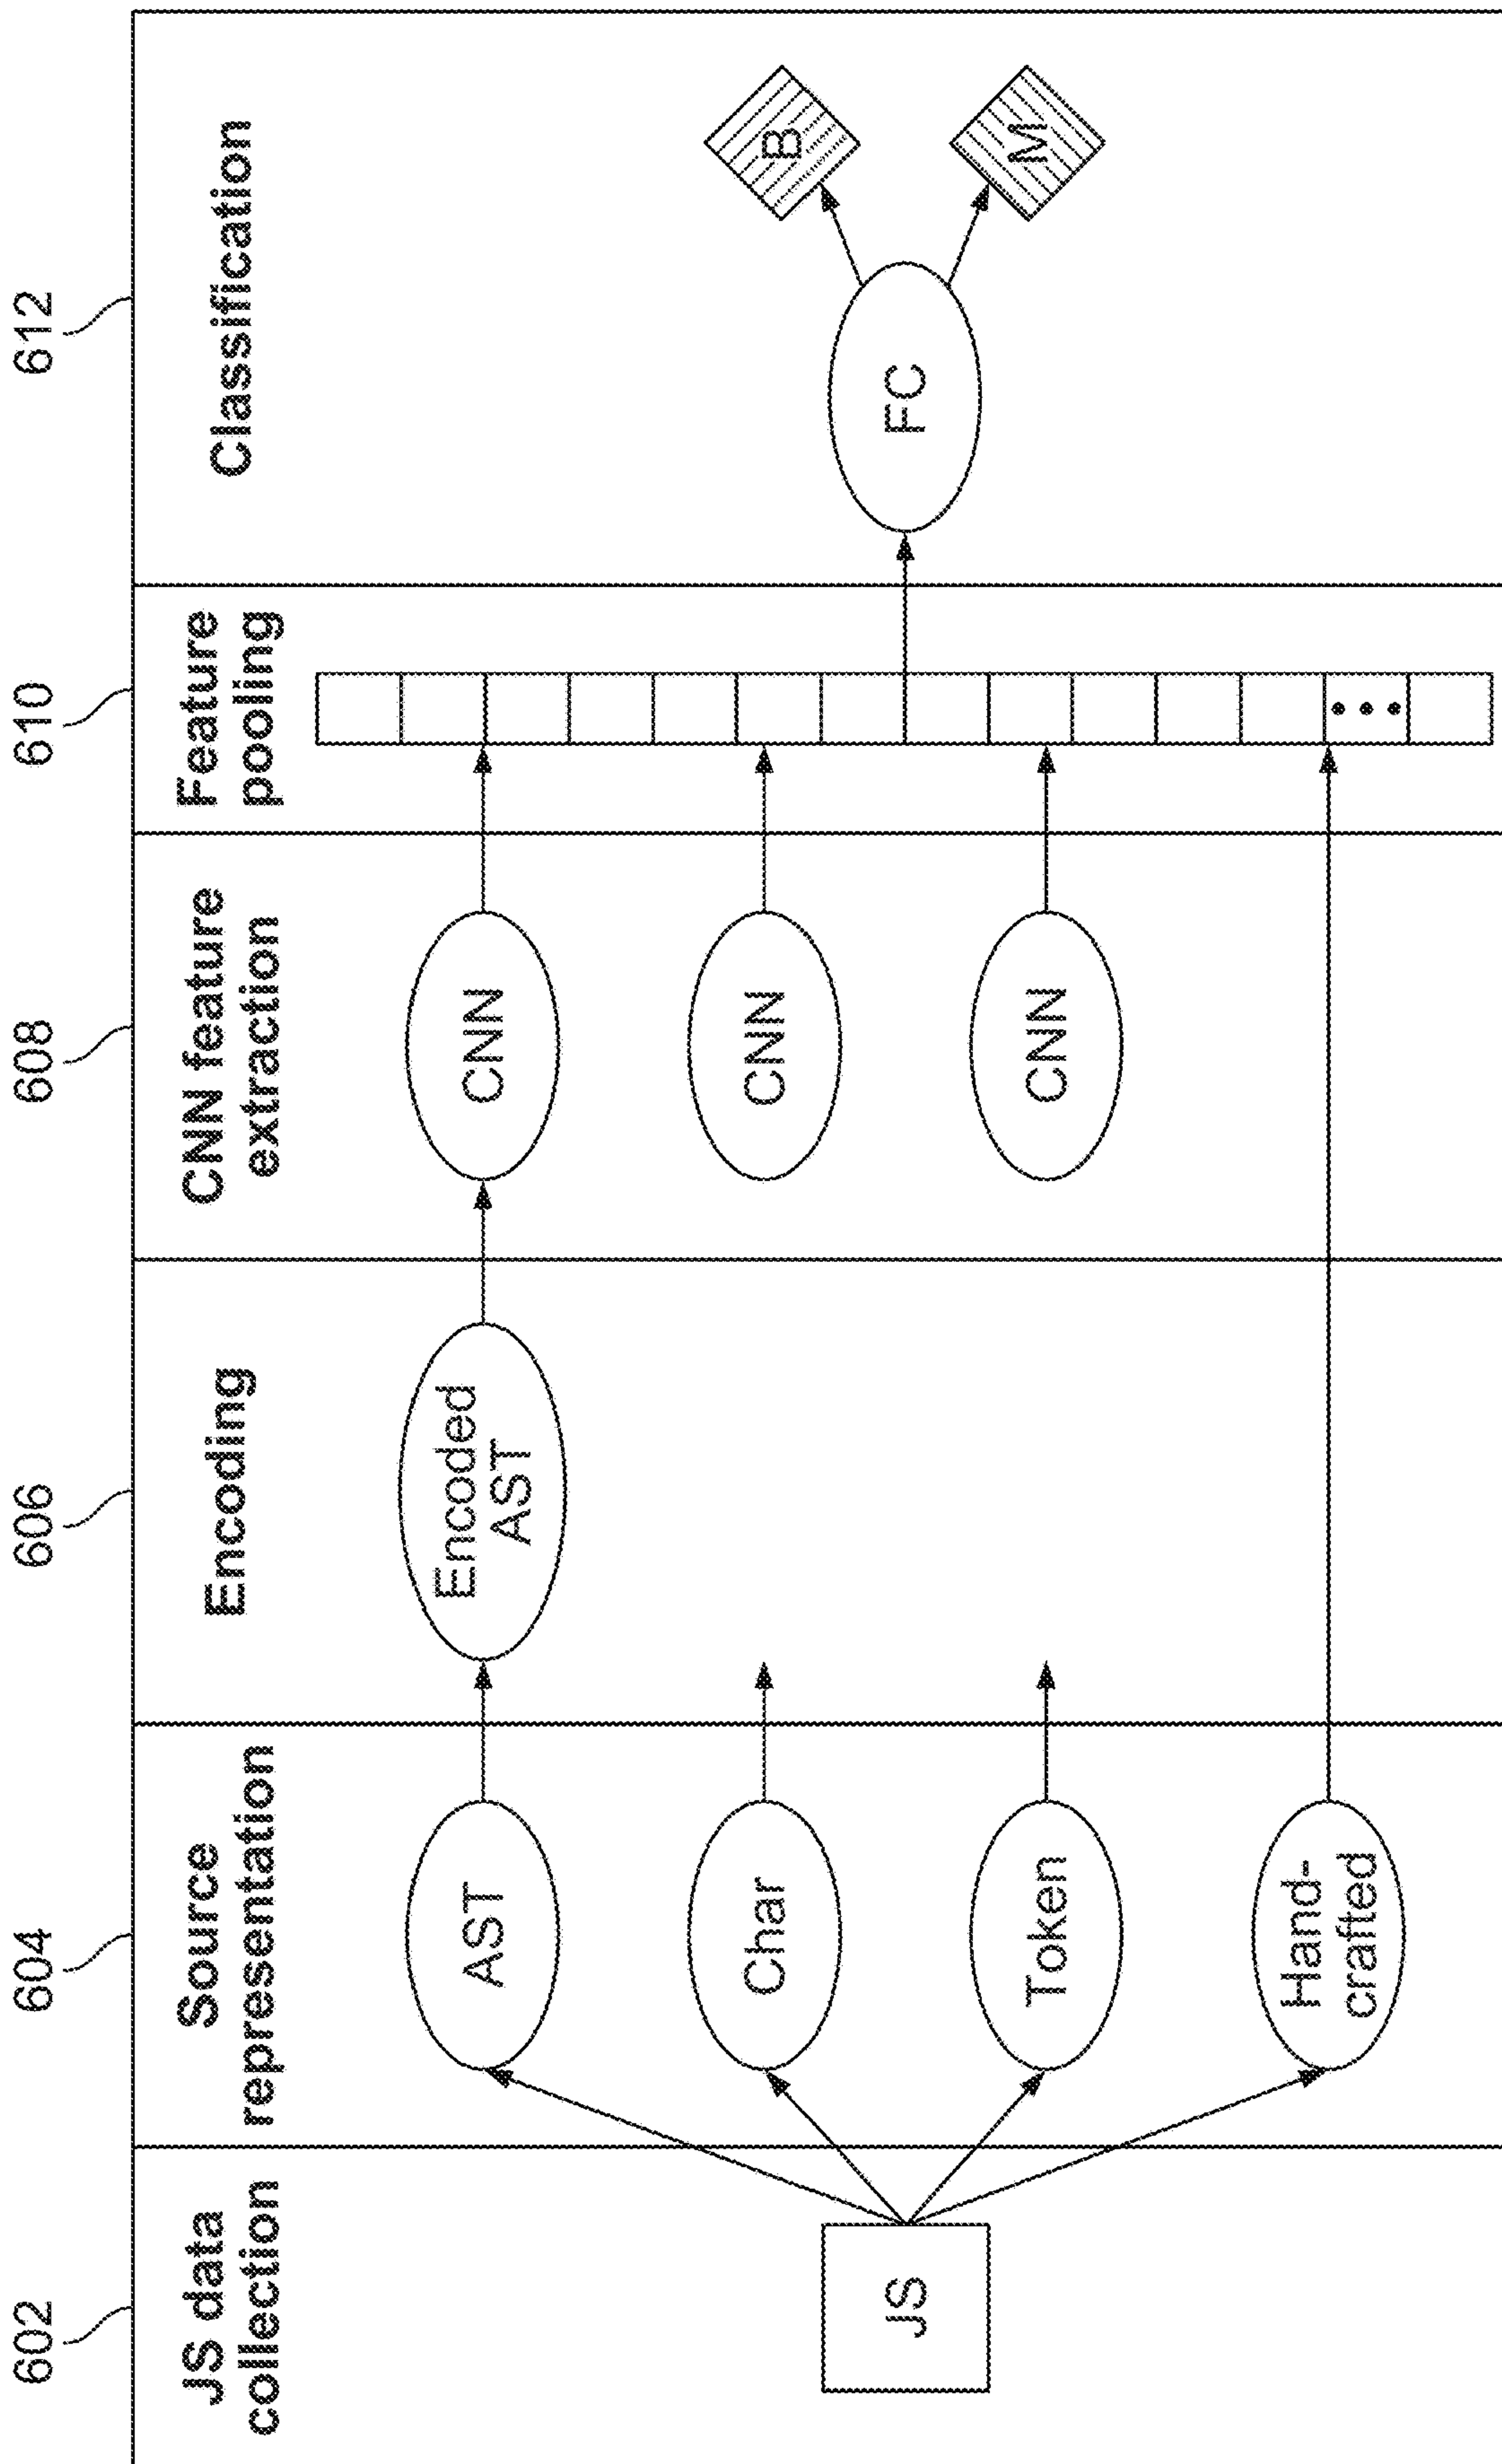 602
604
606
608
610
612
JS data
collection
Source
representation
Encoding
CNN feature
extraction
Feature
pooling
Classification
JS
AST
Encoded
AST
CNN
Char
CNN
Token
CNN
Hand-
crafted
FC
B
M